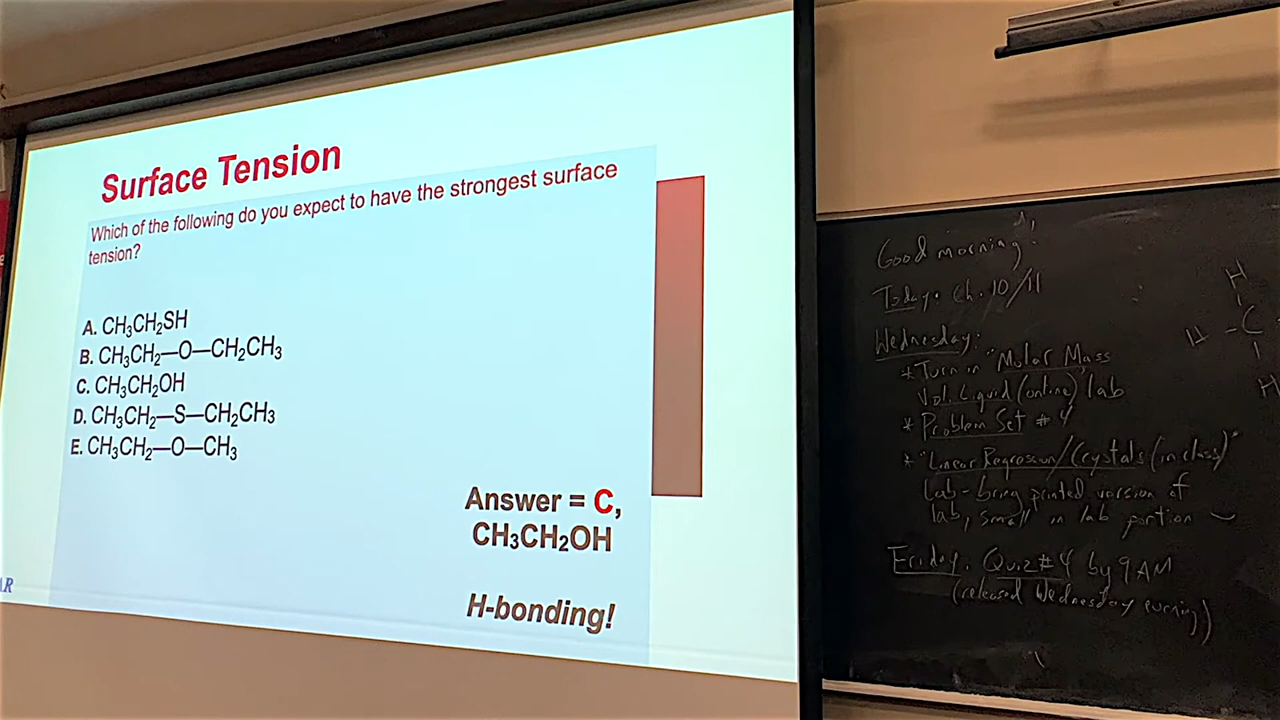 Surface Tension
Which of the following do you expect to have the strongest surface
tension?
A. CH₃CH₂SH
B. CH₃CH₂—O—CH₂CH₃
C. CH₃CH₂OH
D. CH₃CH₂—S—CH₂CH₃
E. CH₃CH₂—O—CH₃
Answer = C,
CH₃CH₂OH
H-bonding!
AR
Good morning!
Today: Ch. 10/11
Wednesday:
* Turn in "Molar Mass
Vol. Liquid (online) lab
* Problem Set #4
* "Linear Regression/Crystals (in class)"
Lab - bring printed version of
lab, small in lab portion
Friday: Quiz #4 by 9AM
(released Wednesday evening)
H
H - C
H